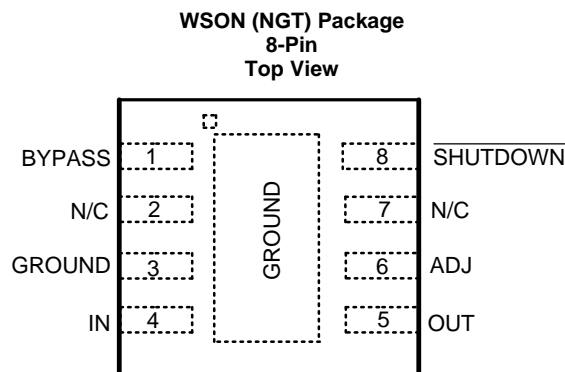 WSON (NGT) Package
8-Pin
Top View
BYPASS 1 8 SHUTDOWN
N/C 2 7 N/C
GROUND 3 GROUND 6 ADJ
IN 4 5 OUT